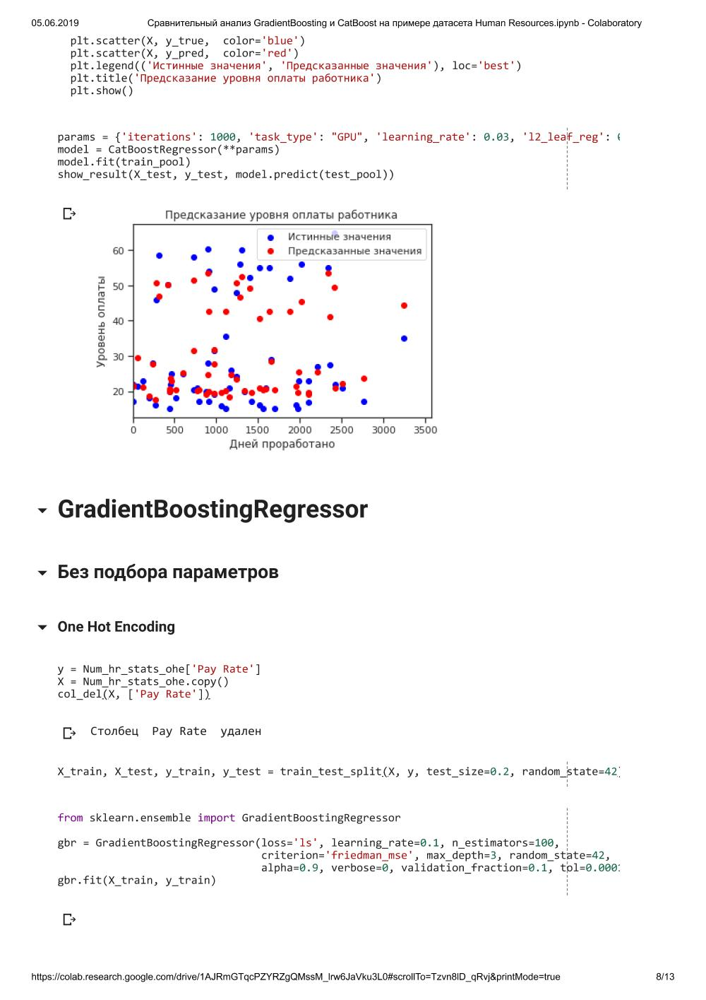 05.06.2019 Сравнительный анализ GradientBoosting и CatBoost на примере датасета Human Resources.ipynb - Colaboratory
plt.scatter(X, y_true,  color='blue')
plt.scatter(X, y_pred,  color='red')
plt.legend(('Истинные значения', 'Предсказанные значения'), loc='best')
plt.title('Предсказание уровня оплаты работника')
plt.show()
params = {'iterations': 1000, 'task_type': "GPU", 'learning_rate': 0.03, 'l2_leaf_reg':
model = CatBoostRegressor(**params)
model.fit(train_pool)
show_result(X_test, y_test, model.predict(test_pool))
Предсказание уровня оплаты работника
Истинные значения
Предсказанные значения
60
50
40
30
20
Уровень оплаты
0 500 1000 1500 2000 2500 3000 3500
Дней проработано
GradientBoostingRegressor
Без подбора параметров
One Hot Encoding
y = Num_hr_stats_ohe['Pay Rate']
X = Num_hr_stats_ohe.copy()
col_del(X, ['Pay Rate'])
Столбец  Pay Rate  удален
X_train, X_test, y_train, y_test = train_test_split(X, y, test_size=0.2, random_state=42)
from sklearn.ensemble import GradientBoostingRegressor
gbr = GradientBoostingRegressor(loss='ls', learning_rate=0.1, n_estimators=100,
criterion='friedman_mse', max_depth=3, random_state=42,
alpha=0.9, verbose=0, validation_fraction=0.1, tol=0.0001
gbr.fit(X_train, y_train)
https://colab.research.google.com/drive/1AJRmGTqcPZYRZgQMssM_lrw6JaVku3L0#scrollTo=Tzvn8lD_qRvj&printMode=true 8/13